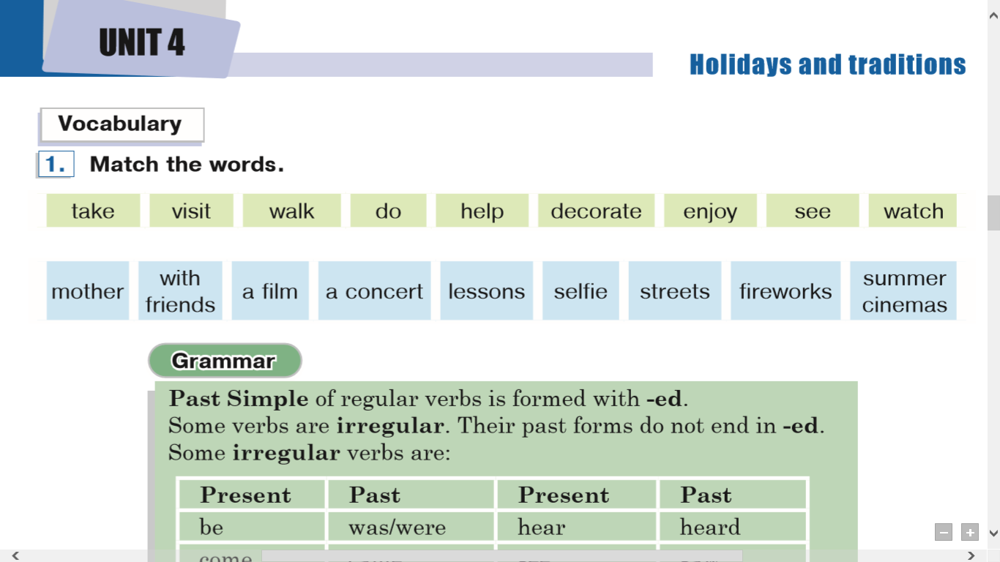 UNIT 4
Holidays and traditions
Vocabulary
1. Match the words.
take visit walk do help decorate enjoy see watch
mother with friends a film a concert lessons selfie streets fireworks summer cinemas
Grammar
Past Simple of regular verbs is formed with -ed.
Some verbs are irregular. Their past forms do not end in -ed.
Some irregular verbs are:
Present Past Present Past
be was/were hear heard
come